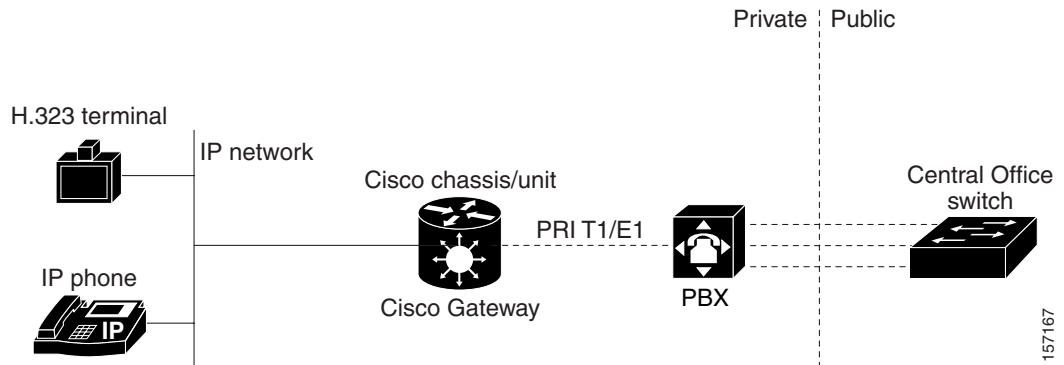 Private
Public
H.323 terminal
IP network
Cisco chassis/unit
Central Office
switch
PRI T1/E1
IP phone
IP
Cisco Gateway
PBX
157167